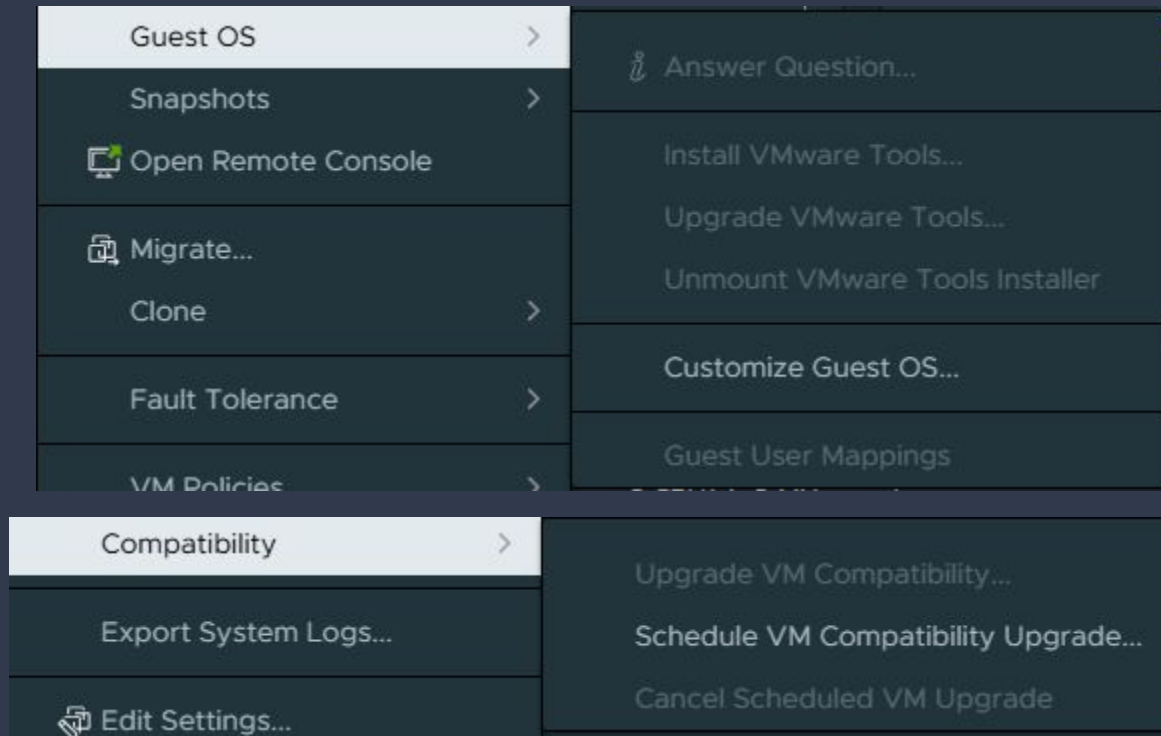 Guest OS
Snapshots
Open Remote Console
Migrate...
Clone
Fault Tolerance
VM Policies
Answer Question...
Install VMware Tools...
Upgrade VMware Tools...
Unmount VMware Tools Installer
Customize Guest OS...
Guest User Mappings
Compatibility
Export System Logs...
Edit Settings...
Upgrade VM Compatibility...
Schedule VM Compatibility Upgrade...
Cancel Scheduled VM Upgrade